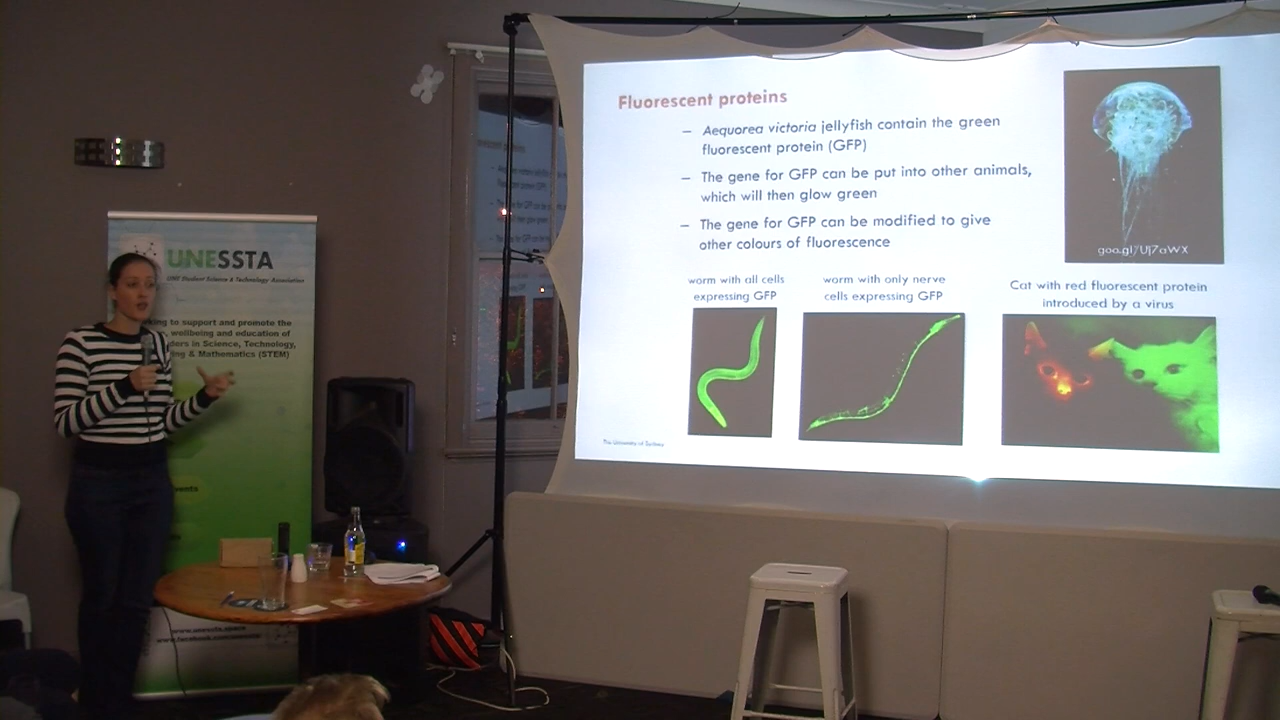 Fluorescent proteins
– Aequorea victoria jellyfish contain the green
fluorescent protein (GFP)
– The gene for GFP can be put into other animals,
which will then glow green
– The gene for GFP can be modified to give
other colours of fluorescence
goo.gl/Uj7aWX
worm with all cells
expressing GFP
worm with only nerve
cells expressing GFP
Cat with red fluorescent protein
introduced by a virus
The University of Sydney
UNESSTA
UNE Student Science & Technology Association
king to support and promote the
wellbeing and education of
ders in Science, Technology,
ng & Mathematics (STEM)